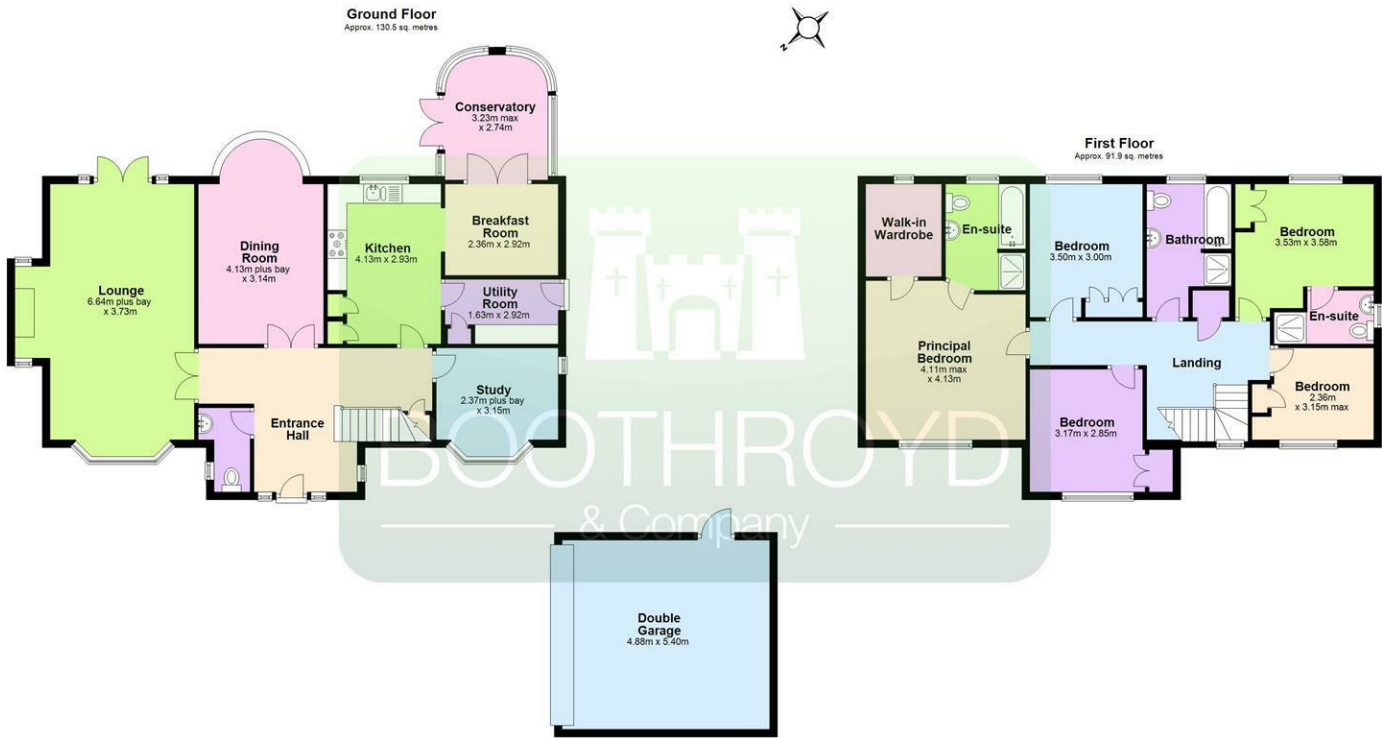 Ground Floor
Approx. 130.5 sq. metres
Conservatory
3.23m max
x 2.74m
Dining
Room
4.13m plus bay
x 3.14m
Kitchen
4.13m x 2.93m
Breakfast
Room
2.36m x 2.92m
Lounge
6.64m plus bay
x 3.73m
Utility
Room
1.63m x 2.92m
Study
2.37m plus bay
x 3.15m
Entrance
Hall
Double
Garage
4.88m x 5.40m
First Floor
Approx. 91.9 sq. metres
Walk-in
Wardrobe
En-suite
Bedroom
3.50m x 3.00m
Bathroom
Bedroom
3.53m x 3.58m
En-suite
Principal
Bedroom
4.11m max
x 4.13m
Landing
Bedroom
3.17m x 2.85m
Bedroom
2.36m
x 3.15m max
BOOTHROYD
& Company
N